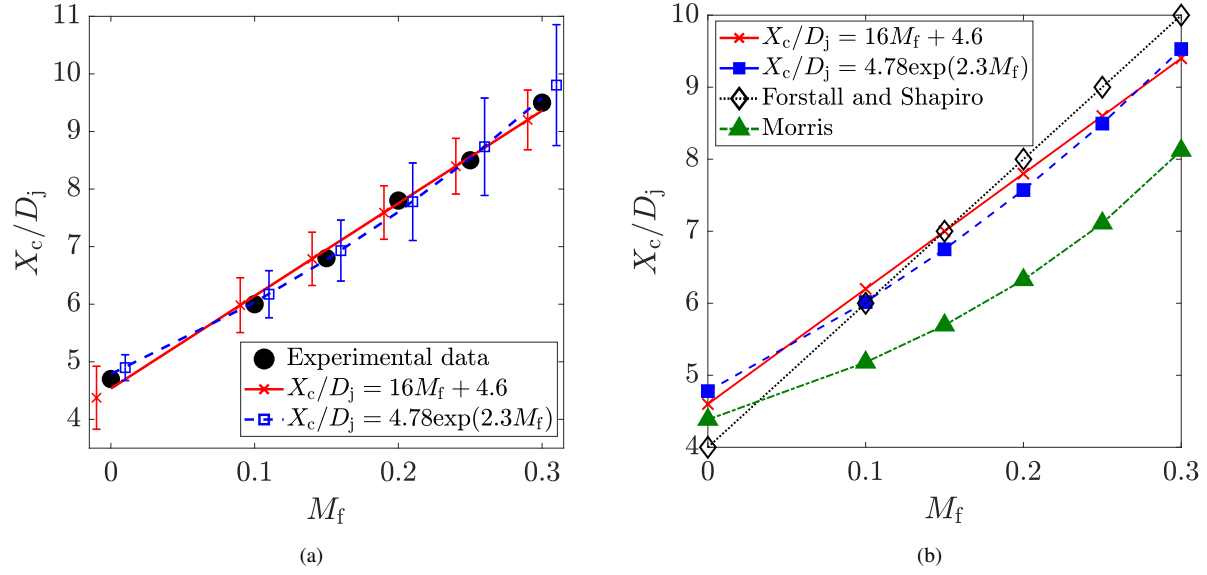 11
10
9
8
7
6
5
4
X_c/D_j
Experimental data
X_c/D_j = 16M_f + 4.6
X_c/D_j = 4.78exp(2.3M_f)
0
0.1
0.2
0.3
M_f
(a)
10
9
8
7
6
5
4
X_c/D_j
X_c/D_j = 16M_f + 4.6
X_c/D_j = 4.78exp(2.3M_f)
Forstall and Shapiro
Morris
0
0.1
0.2
0.3
M_f
(b)